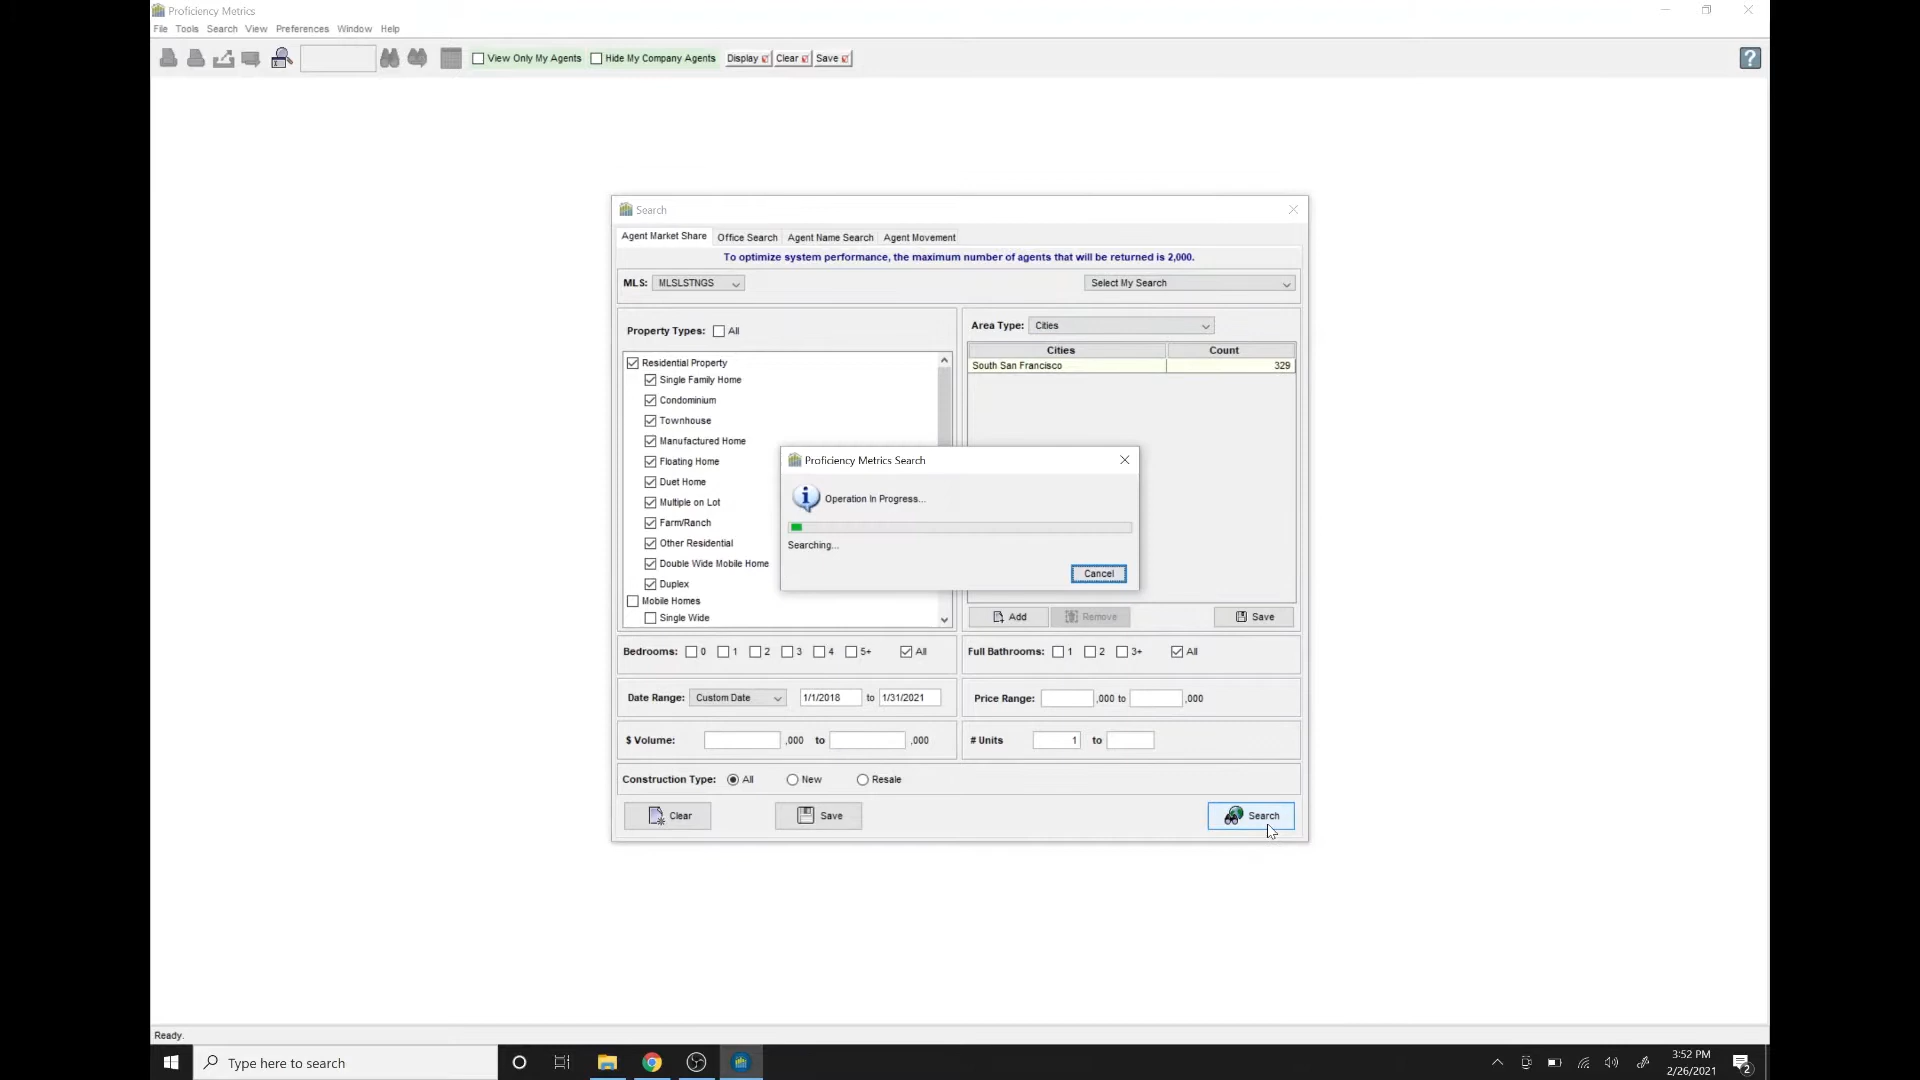 Proficiency Metrics
File Tools Search View Preferences Window Help
View Only My Agents Hide My Company Agents Display Clear Save
?
Search
Agent Market Share Office Search Agent Name Search Agent Movement
To optimize system performance, the maximum number of agents that will be returned is 2,000.
MLS: MLSLSTNGS Select My Search
Property Types: All
Area Type: Cities
Cities Count
South San Francisco 329
Residential Property
Single Family Home
Condominium
Townhouse
Manufactured Home
Floating Home
Duet Home
Multiple on Lot
Farm/Ranch
Other Residential
Double Wide Mobile Home
Duplex
Mobile Homes
Single Wide
Proficiency Metrics Search
Operation In Progress...
Searching...
Cancel
Add Remove Save
Bedrooms: 0 1 2 3 4 5+ All
Full Bathrooms: 1 2 3+ All
Date Range: Custom Date 1/1/2018 to 1/31/2021
Price Range: ,000 to ,000
$ Volume: ,000 to ,000
# Units 1 to
Construction Type: All New Resale
Clear Save Search
Ready.
Type here to search
3:52 PM
2/26/2021
2